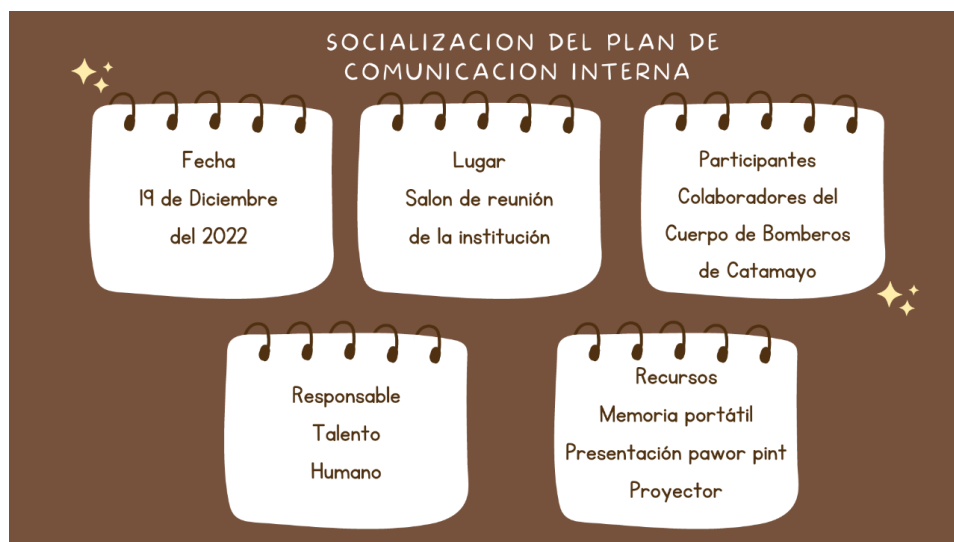 SOCIALIZACION DEL PLAN DE
COMUNICACION INTERNA
Fecha
19 de Diciembre
del 2022
Lugar
Salon de reunión
de la institución
Participantes
Colaboradores del
Cuerpo de Bomberos
de Catamayo
Responsable
Talento
Humano
Recursos
Memoria portátil
Presentación pawor pint
Proyector